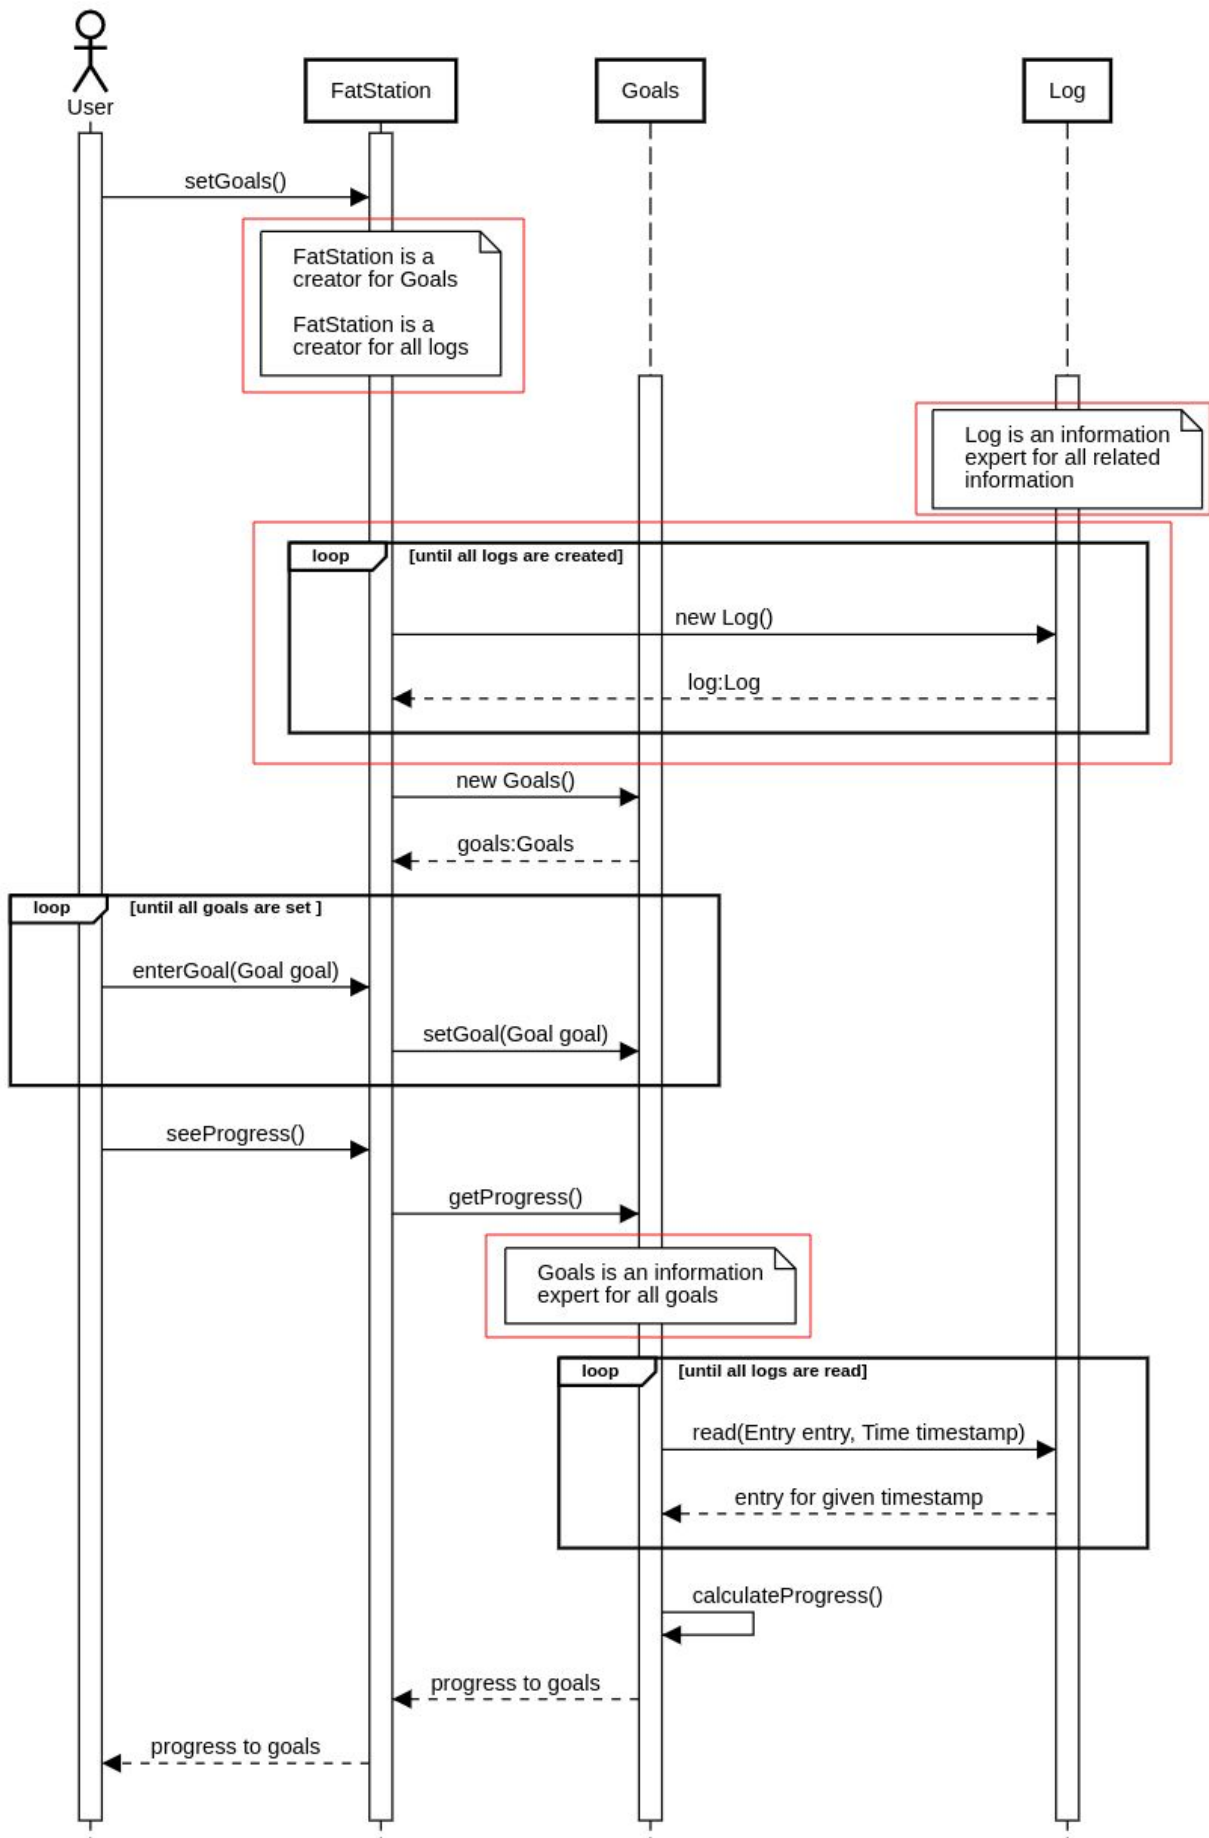 User
FatStation
Goals
Log
setGoals()
FatStation is a
creator for Goals
FatStation is a
creator for all logs
Log is an information
expert for all related
information
loop [until all logs are created]
new Log()
log:Log
new Goals()
goals:Goals
loop [until all goals are set ]
enterGoal(Goal goal)
setGoal(Goal goal)
seeProgress()
getProgress()
Goals is an information
expert for all goals
loop [until all logs are read]
read(Entry entry, Time timestamp)
entry for given timestamp
calculateProgress()
progress to goals
progress to goals